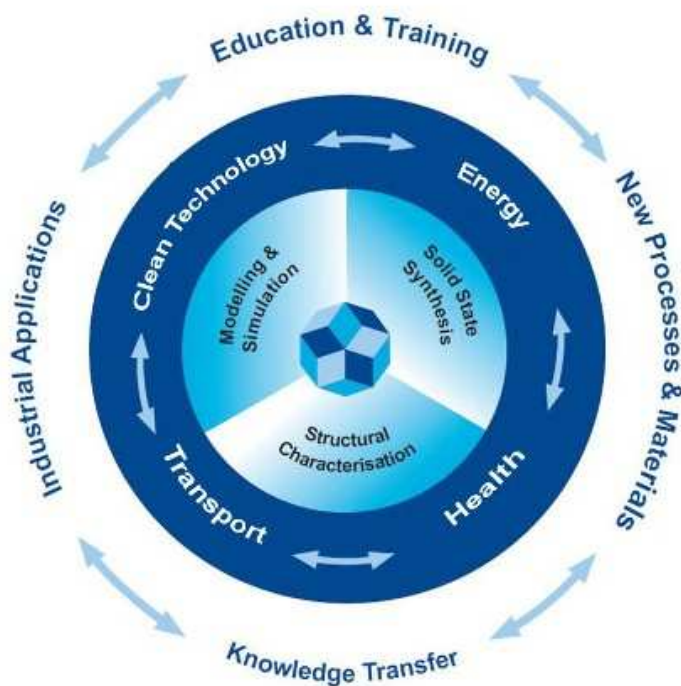 Education & Training
New Processes & Materials
Knowledge Transfer
Industrial Applications
Clean Technology
Energy
Health
Transport
Modelling &
Simulation
Solid State
Synthesis
Structural
Characterisation